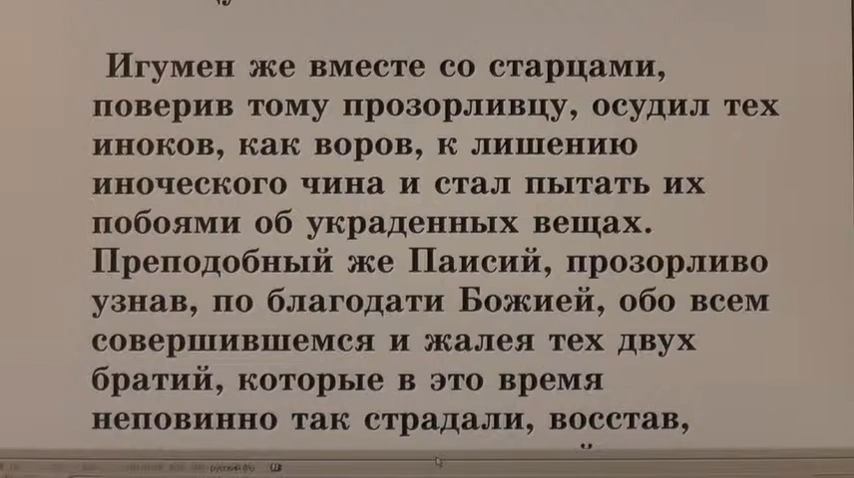 Игумен же вместе со старцами,
поверив тому прозорливцу, осудил тех
иноков, как воров, к лишению
иноческого чина и стал пытать их
побоями об украденных вещах.
Преподобный же Паисий, прозорливо
узнав, по благодати Божией, обо всем
совершившемся и жалея тех двух
братий, которые в это время
неповинно так страдали, восстав,